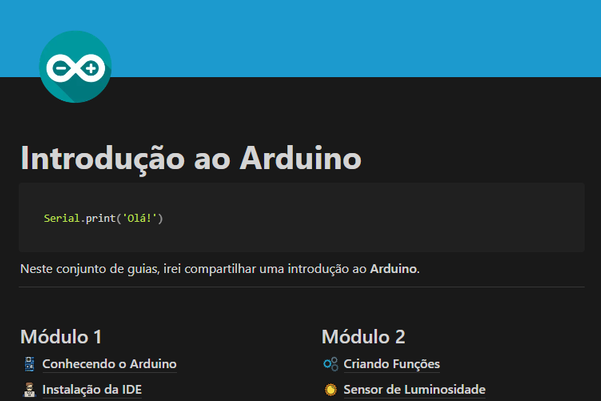 Introdução ao Arduino
Serial.print('Olá!')
Neste conjunto de guias, irei compartilhar uma introdução ao Arduino.
Módulo 1
Conhecendo o Arduino
Instalação da IDE
Módulo 2
Criando Funções
Sensor de Luminosidade